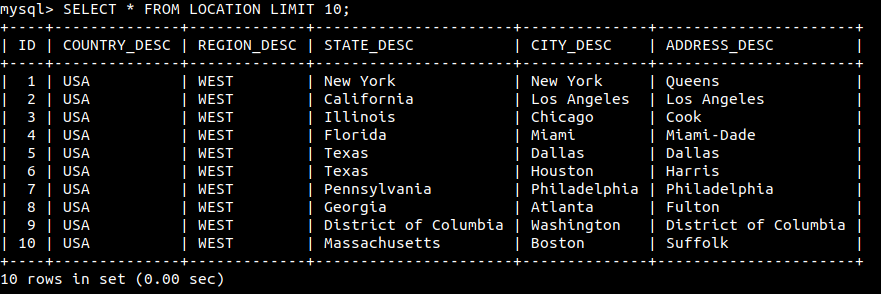 mysql> SELECT * FROM LOCATION LIMIT 10;
+----+--------------+-------------+----------------------+--------------+----------------------+
| ID | COUNTRY_DESC | REGION_DESC | STATE_DESC           | CITY_DESC    | ADDRESS_DESC         |
+----+--------------+-------------+----------------------+--------------+----------------------+
|  1 | USA          | WEST        | New York             | New York     | Queens               |
|  2 | USA          | WEST        | California           | Los Angeles  | Los Angeles          |
|  3 | USA          | WEST        | Illinois             | Chicago      | Cook                 |
|  4 | USA          | WEST        | Florida              | Miami        | Miami-Dade           |
|  5 | USA          | WEST        | Texas                | Dallas       | Dallas               |
|  6 | USA          | WEST        | Texas                | Houston      | Harris               |
|  7 | USA          | WEST        | Pennsylvania         | Philadelphia | Philadelphia         |
|  8 | USA          | WEST        | Georgia              | Atlanta      | Fulton               |
|  9 | USA          | WEST        | District of Columbia | Washington   | District of Columbia |
| 10 | USA          | WEST        | Massachusetts        | Boston       | Suffolk              |
+----+--------------+-------------+----------------------+--------------+----------------------+
10 rows in set (0.00 sec)